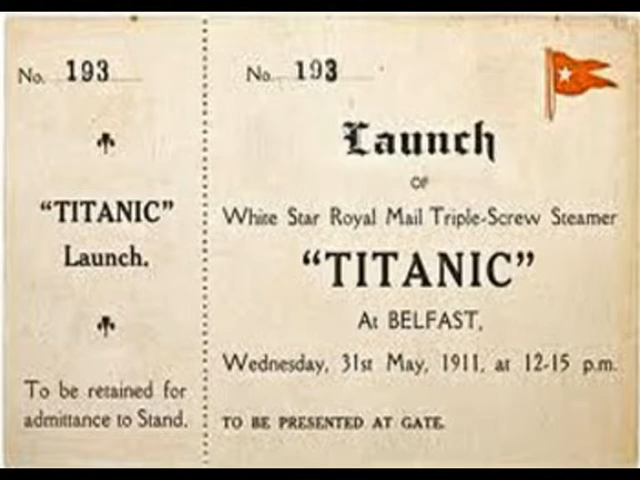 No. 193
"TITANIC"
Launch.
To be retained for
admittance to Stand.
No. 193
Launch
OF
White Star Royal Mail Triple-Screw Steamer
"TITANIC"
At BELFAST,
Wednesday, 31st May, 1911, at 12-15 p.m.
TO BE PRESENTED AT GATE.